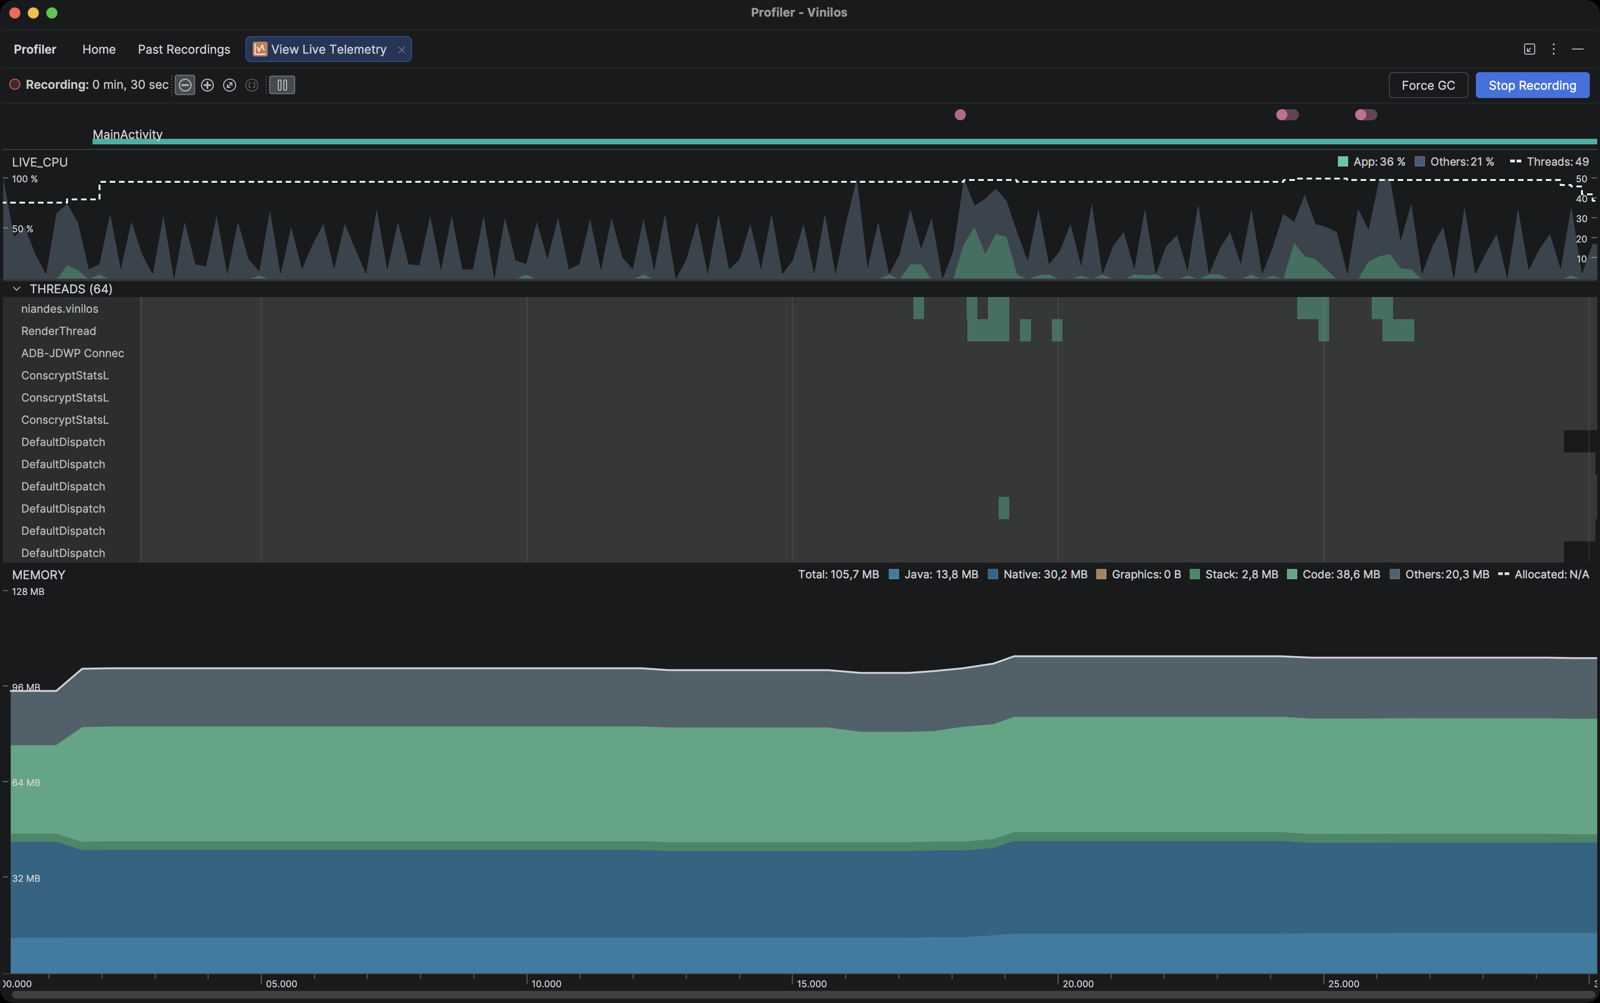 Profiler - Vinilos
Profiler Home Past Recordings View Live Telemetry
Recording: 0 min, 30 sec Force GC Stop Recording
MainActivity
LIVE_CPU App: 36 % Others: 21 % Threads: 49
100 % 50
40
50 % 30
20
10
THREADS (64)
niandes.vinilos
RenderThread
ADB-JDWP Connec
ConscryptStatsL
ConscryptStatsL
ConscryptStatsL
DefaultDispatch
DefaultDispatch
DefaultDispatch
DefaultDispatch
DefaultDispatch
DefaultDispatch
MEMORY Total: 105,7 MB Java: 13,8 MB Native: 30,2 MB Graphics: 0 B Stack: 2,8 MB Code: 38,6 MB Others: 20,3 MB Allocated: N/A
128 MB
96 MB
64 MB
32 MB
00.000 05.000 10.000 15.000 20.000 25.000